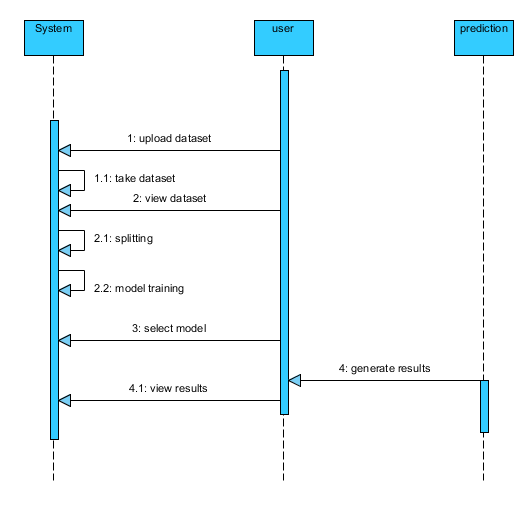 System
user
prediction
1: upload dataset
1.1: take dataset
2: view dataset
2.1: splitting
2.2: model training
3: select model
4: generate results
4.1: view results